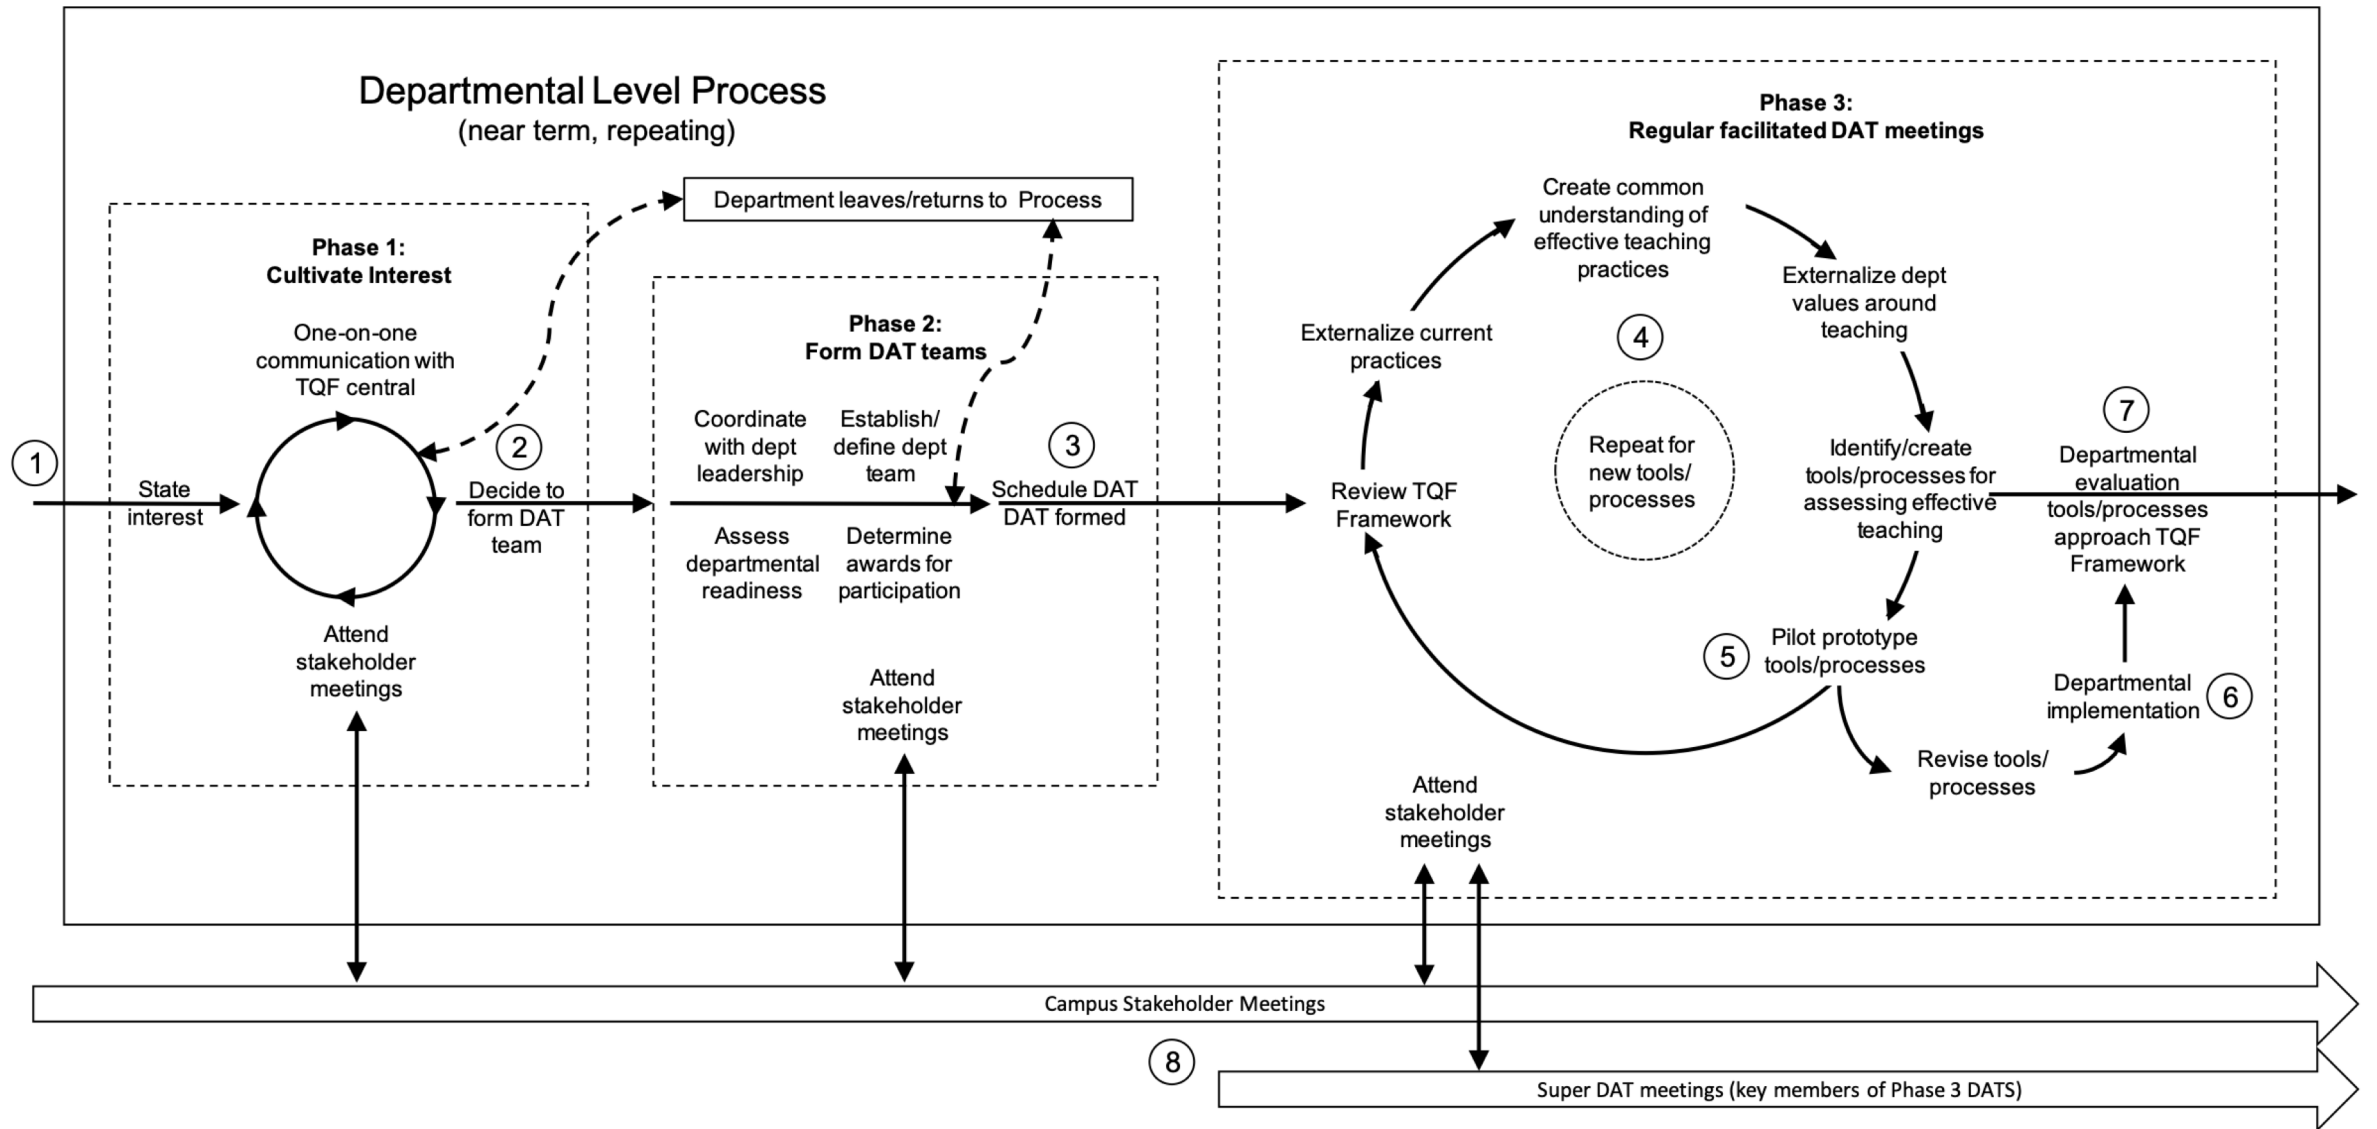 Departmental Level Process
(near term, repeating)
Department leaves/returns to Process
Phase 1:
Cultivate Interest
One-on-one
communication with
TQF central
1
State
interest
2
Decide to
form DAT
team
Attend
stakeholder
meetings
Phase 2:
Form DAT teams
Coordinate
with dept
leadership
Establish/
define dept
team
Assess
departmental
readiness
Determine
awards for
participation
3
Schedule DAT
DAT formed
Attend
stakeholder
meetings
Phase 3:
Regular facilitated DAT meetings
Review TQF
Framework
Externalize current
practices
Create common
understanding of
effective teaching
practices
Externalize dept
values around
teaching
4
Repeat for
new tools/
processes
Identify/create
tools/processes for
assessing effective
teaching
5
Pilot prototype
tools/processes
Revise tools/
processes
Departmental
implementation
6
7
Departmental
evaluation
tools/processes
approach TQF
Framework
Attend
stakeholder
meetings
Campus Stakeholder Meetings
8
Super DAT meetings (key members of Phase 3 DATS)